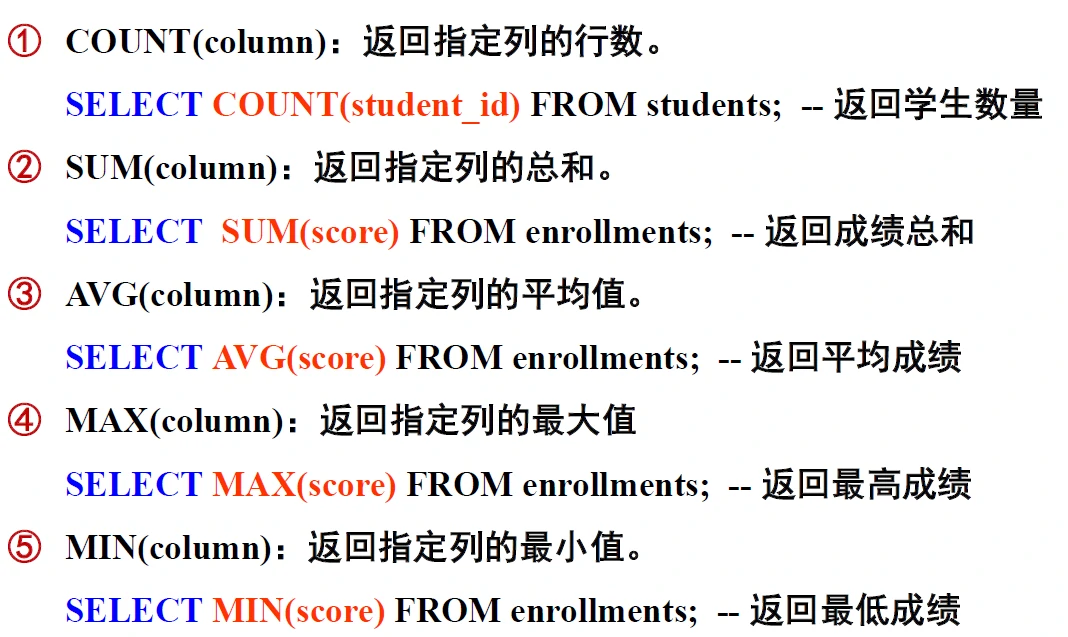 ① COUNT(column)：返回指定列的行数。
SELECT COUNT(student_id) FROM students; -- 返回学生数量
② SUM(column)：返回指定列的总和。
SELECT SUM(score) FROM enrollments; -- 返回成绩总和
③ AVG(column)：返回指定列的平均值。
SELECT AVG(score) FROM enrollments; -- 返回平均成绩
④ MAX(column)：返回指定列的最大值
SELECT MAX(score) FROM enrollments; -- 返回最高成绩
⑤ MIN(column)：返回指定列的最小值。
SELECT MIN(score) FROM enrollments; -- 返回最低成绩